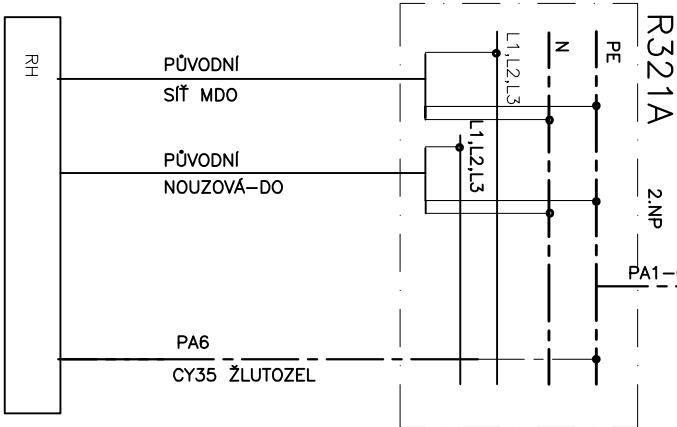 RH
PŮVODNÍ
SÍŤ MDO
PŮVODNÍ
NOUZOVÁ-DO
PA6
CY35 ŽLUTOZEL
L1,L2,L3
L1,L2,L3
N
PE
R321A
2.NP
PA1-